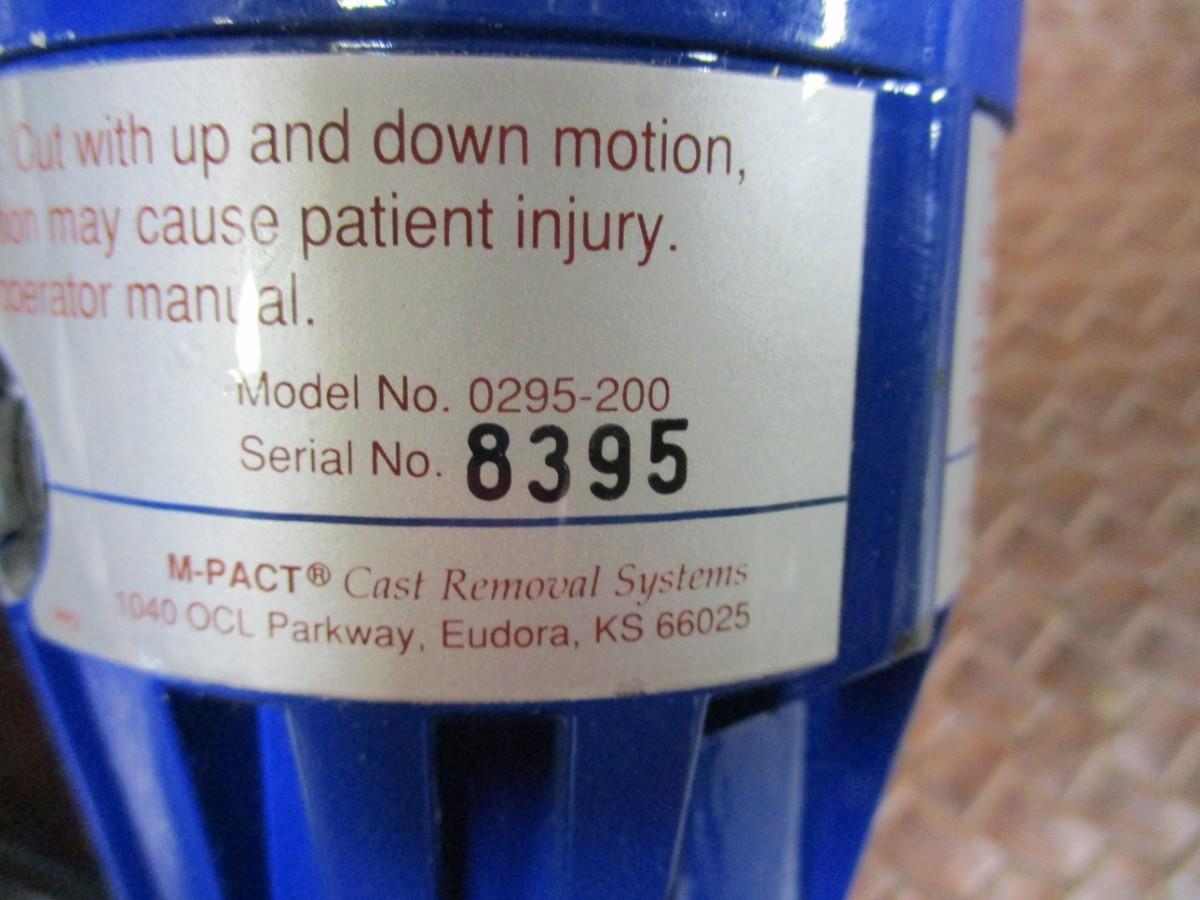 Cut with up and down motion,
may cause patient injury.
operator manual.
Model No. 0295-200
Serial No. 8395
M-PACT® Cast Removal Systems
1040 OCL Parkway, Eudora, KS 66025